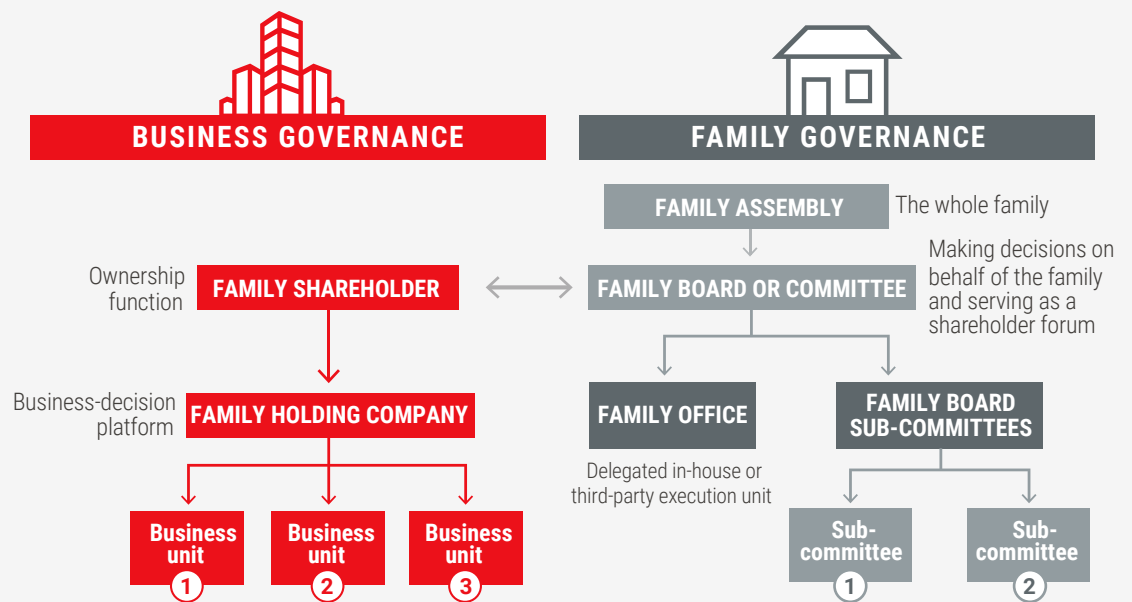 BUSINESS GOVERNANCE
Ownership
function
FAMILY SHAREHOLDER
Business-decision
platform
FAMILY HOLDING COMPANY
Business
unit
1
Business
unit
2
Business
unit
3
FAMILY GOVERNANCE
FAMILY ASSEMBLY
The whole family
FAMILY BOARD OR COMMITTEE
Making decisions on
behalf of the family
and serving as a
shareholder forum
FAMILY OFFICE
Delegated in-house or
third-party execution unit
FAMILY BOARD
SUB-COMMITTEES
Sub-
committee
1
Sub-
committee
2